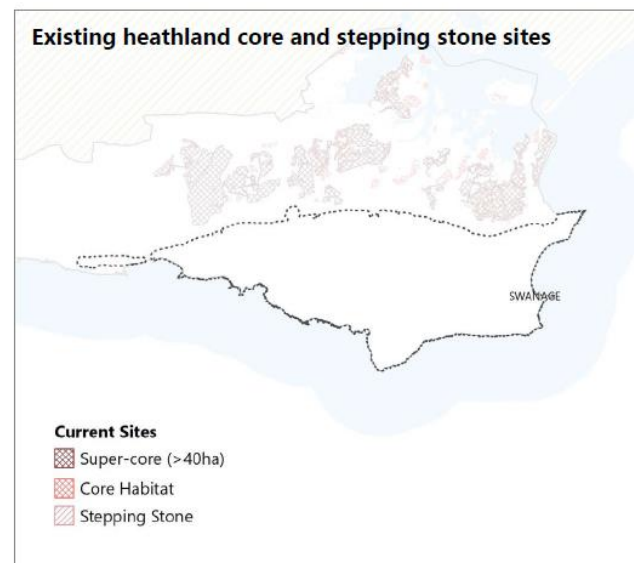 Existing heathland core and stepping stone sites
SWANAGE
Current Sites
Super-core (>40ha)
Core Habitat
Stepping Stone